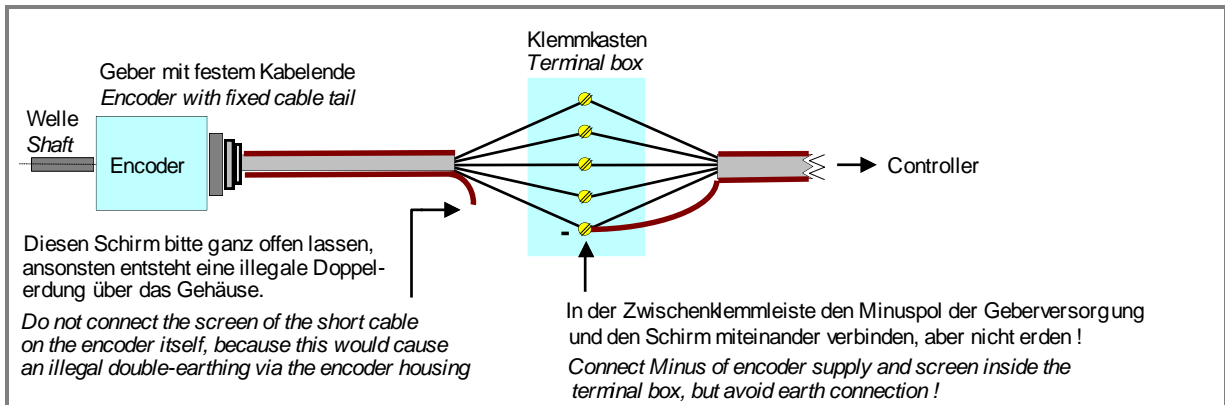 Klemmkasten
Terminal box
Geber mit festem Kabelende
Encoder with fixed cable tail
Welle
Shaft
Encoder
Controller
-
Diesen Schirm bitte ganz offen lassen,
ansonsten entsteht eine illegale Doppel-
erdung über das Gehäuse.
Do not connect the screen of the short cable
on the encoder itself, because this would cause
an illegal double-earthing via the encoder housing
In der Zwischenklemmleiste den Minuspol der Geberversorgung
und den Schirm miteinander verbinden, aber nicht erden !
Connect Minus of encoder supply and screen inside the
terminal box, but avoid earth connection !